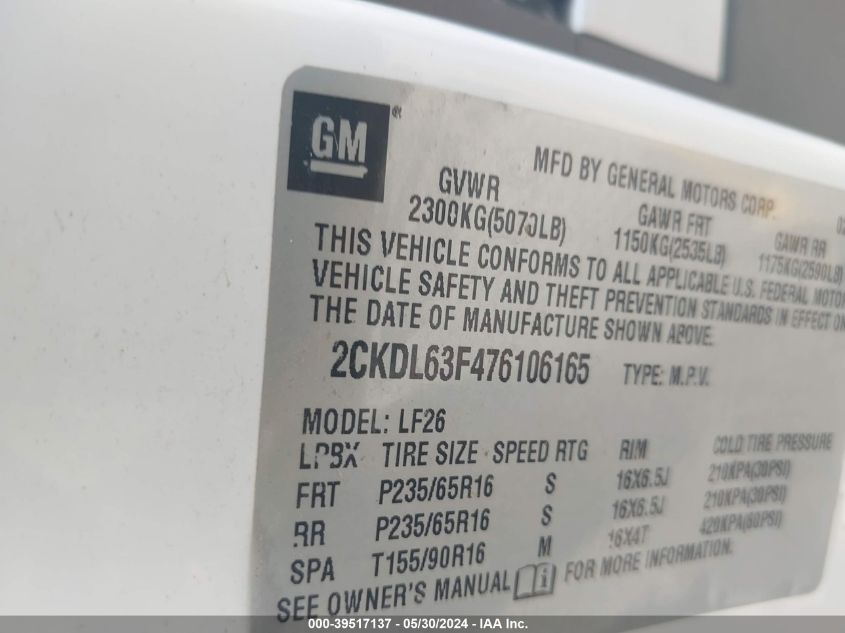 GM®
MFD BY GENERAL MOTORS CORP. 02
GVWR GAWR FRT GAWR RR
2300KG(5070LB) 1150KG(2535LB) 1175KG(2590LB)
THIS VEHICLE CONFORMS TO ALL APPLICABLE U.S. FEDERAL MOTOR
VEHICLE SAFETY AND THEFT PREVENTION STANDARDS IN EFFECT ON
THE DATE OF MANUFACTURE SHOWN ABOVE.
2CKDL63F476106165 TYPE: M.P.V.
MODEL: LF26
LPBX TIRE SIZE SPEED RTG RIM COLD TIRE PRESSURE
FRT P235/65R16 S 16X6.5J 210KPA(30PSI)
RR P235/65R16 S 16X6.5J 210KPA(30PSI)
SPA T155/90R16 M 16X4T 420KPA(60PSI)
SEE OWNER'S MANUAL FOR MORE INFORMATION.
000-39517137 - 05/30/2024 - IAA Inc.